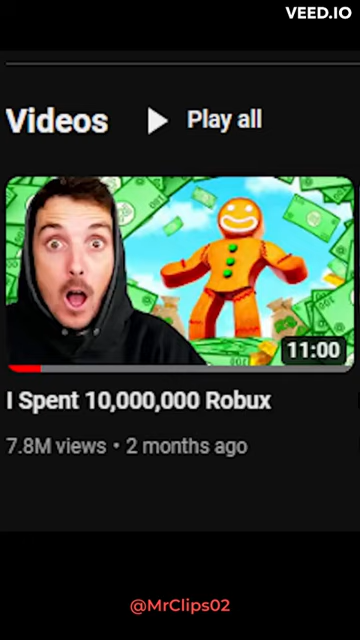 VEED.IO
Videos
Play all
11:00
I Spent 10,000,000 Robux
7.8M views • 2 months ago
@MrClips02